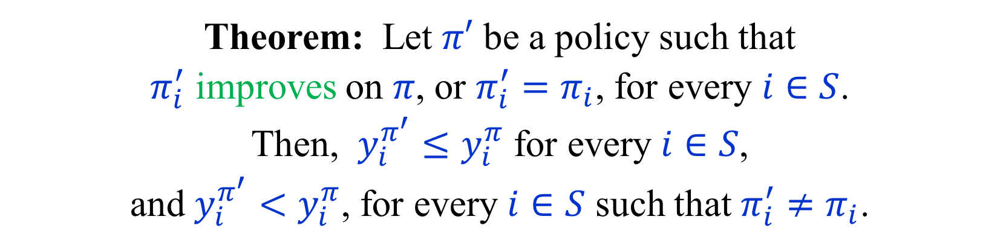 Theorem: Let π′ be a policy such that
π′ᵢ improves on π, or π′ᵢ = πᵢ, for every i ∈ S.
Then, yᵢ^π′ ≤ yᵢ^π for every i ∈ S,
and yᵢ^π′ < yᵢ^π, for every i ∈ S such that π′ᵢ ≠ πᵢ.